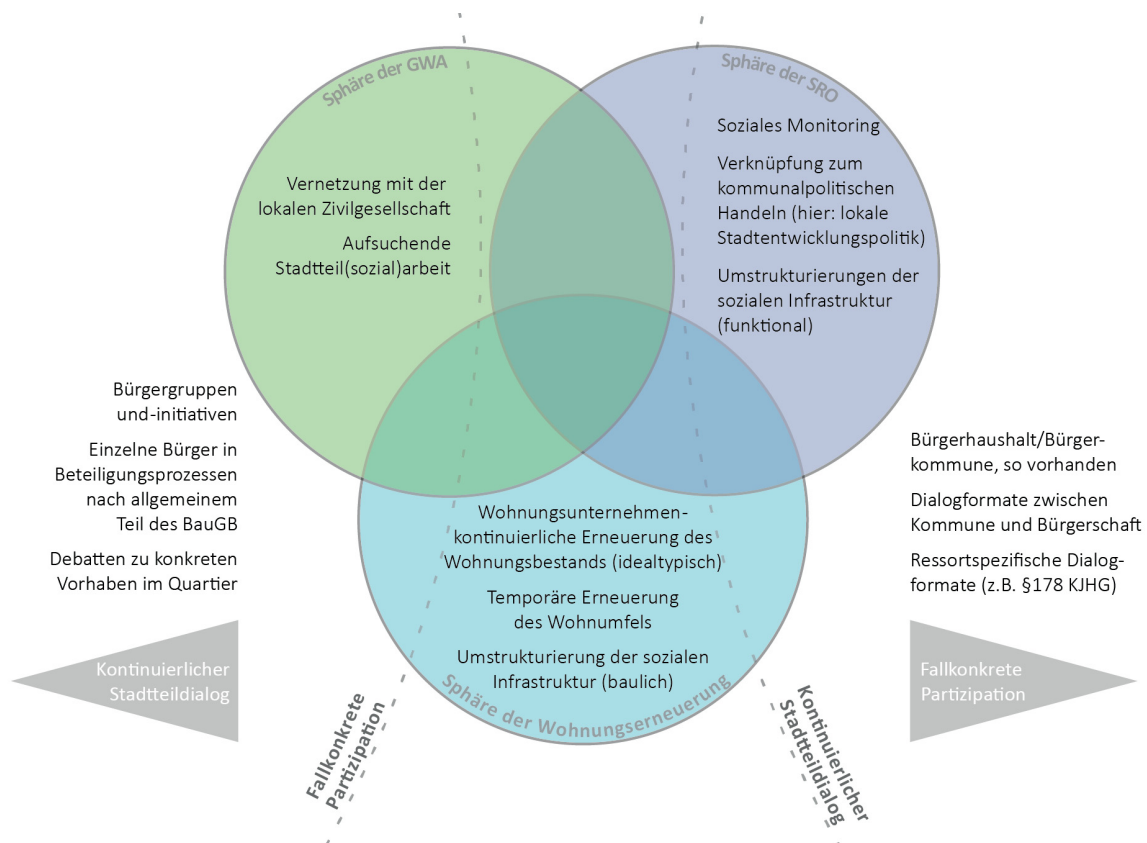 Sphäre der GWA
Sphäre der SRO
Soziales Monitoring
Verknüpfung zum
kommunalpolitischen
Handeln (hier: lokale
Stadtentwicklungspolitik)
Umstrukturierungen der
sozialen Infrastruktur
(funktional)
Vernetzung mit der
lokalen Zivilgesellschaft
Aufsuchende
Stadtteil(sozial)arbeit
Bürgergruppen
und-initiativen
Einzelne Bürger in
Beteiligungsprozessen
nach allgemeinem
Teil des BauGB
Debatten zu konkreten
Vorhaben im Quartier
Bürgerhaushalt/Bürger-
kommune, so vorhanden
Dialogformate zwischen
Kommune und Bürgerschaft
Ressortspezifische Dialog-
formate (z.B. §178 KJHG)
Wohnungsunternehmen-
kontinuierliche Erneuerung des
Wohnungsbestands (idealtypisch)
Temporäre Erneuerung
des Wohnumfels
Umstrukturierung der sozialen
Infrastruktur (baulich)
Sphäre der Wohnungserneuerung
Kontinuierlicher
Stadtteildialog
Fallkonkrete
Partizipation
Fallkonkrete
Partizipation
Kontinuierlicher
Stadtteildialog